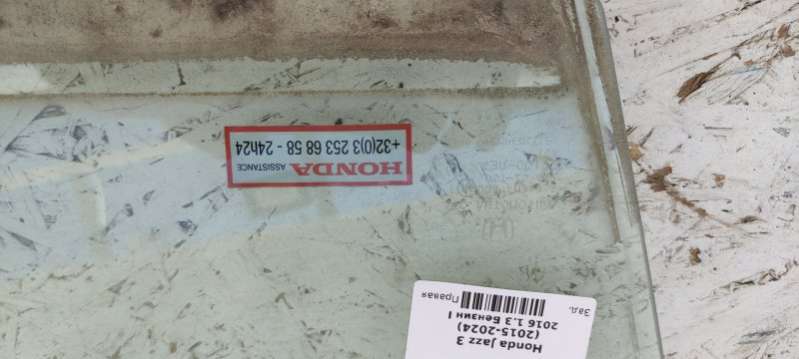 HONDA ASSISTANCE
+32(0)3 253 68 58 - 24h24
Honda Jazz 3
(2015-2024)
2016 1.3 Бензин I
Зад.
Правая